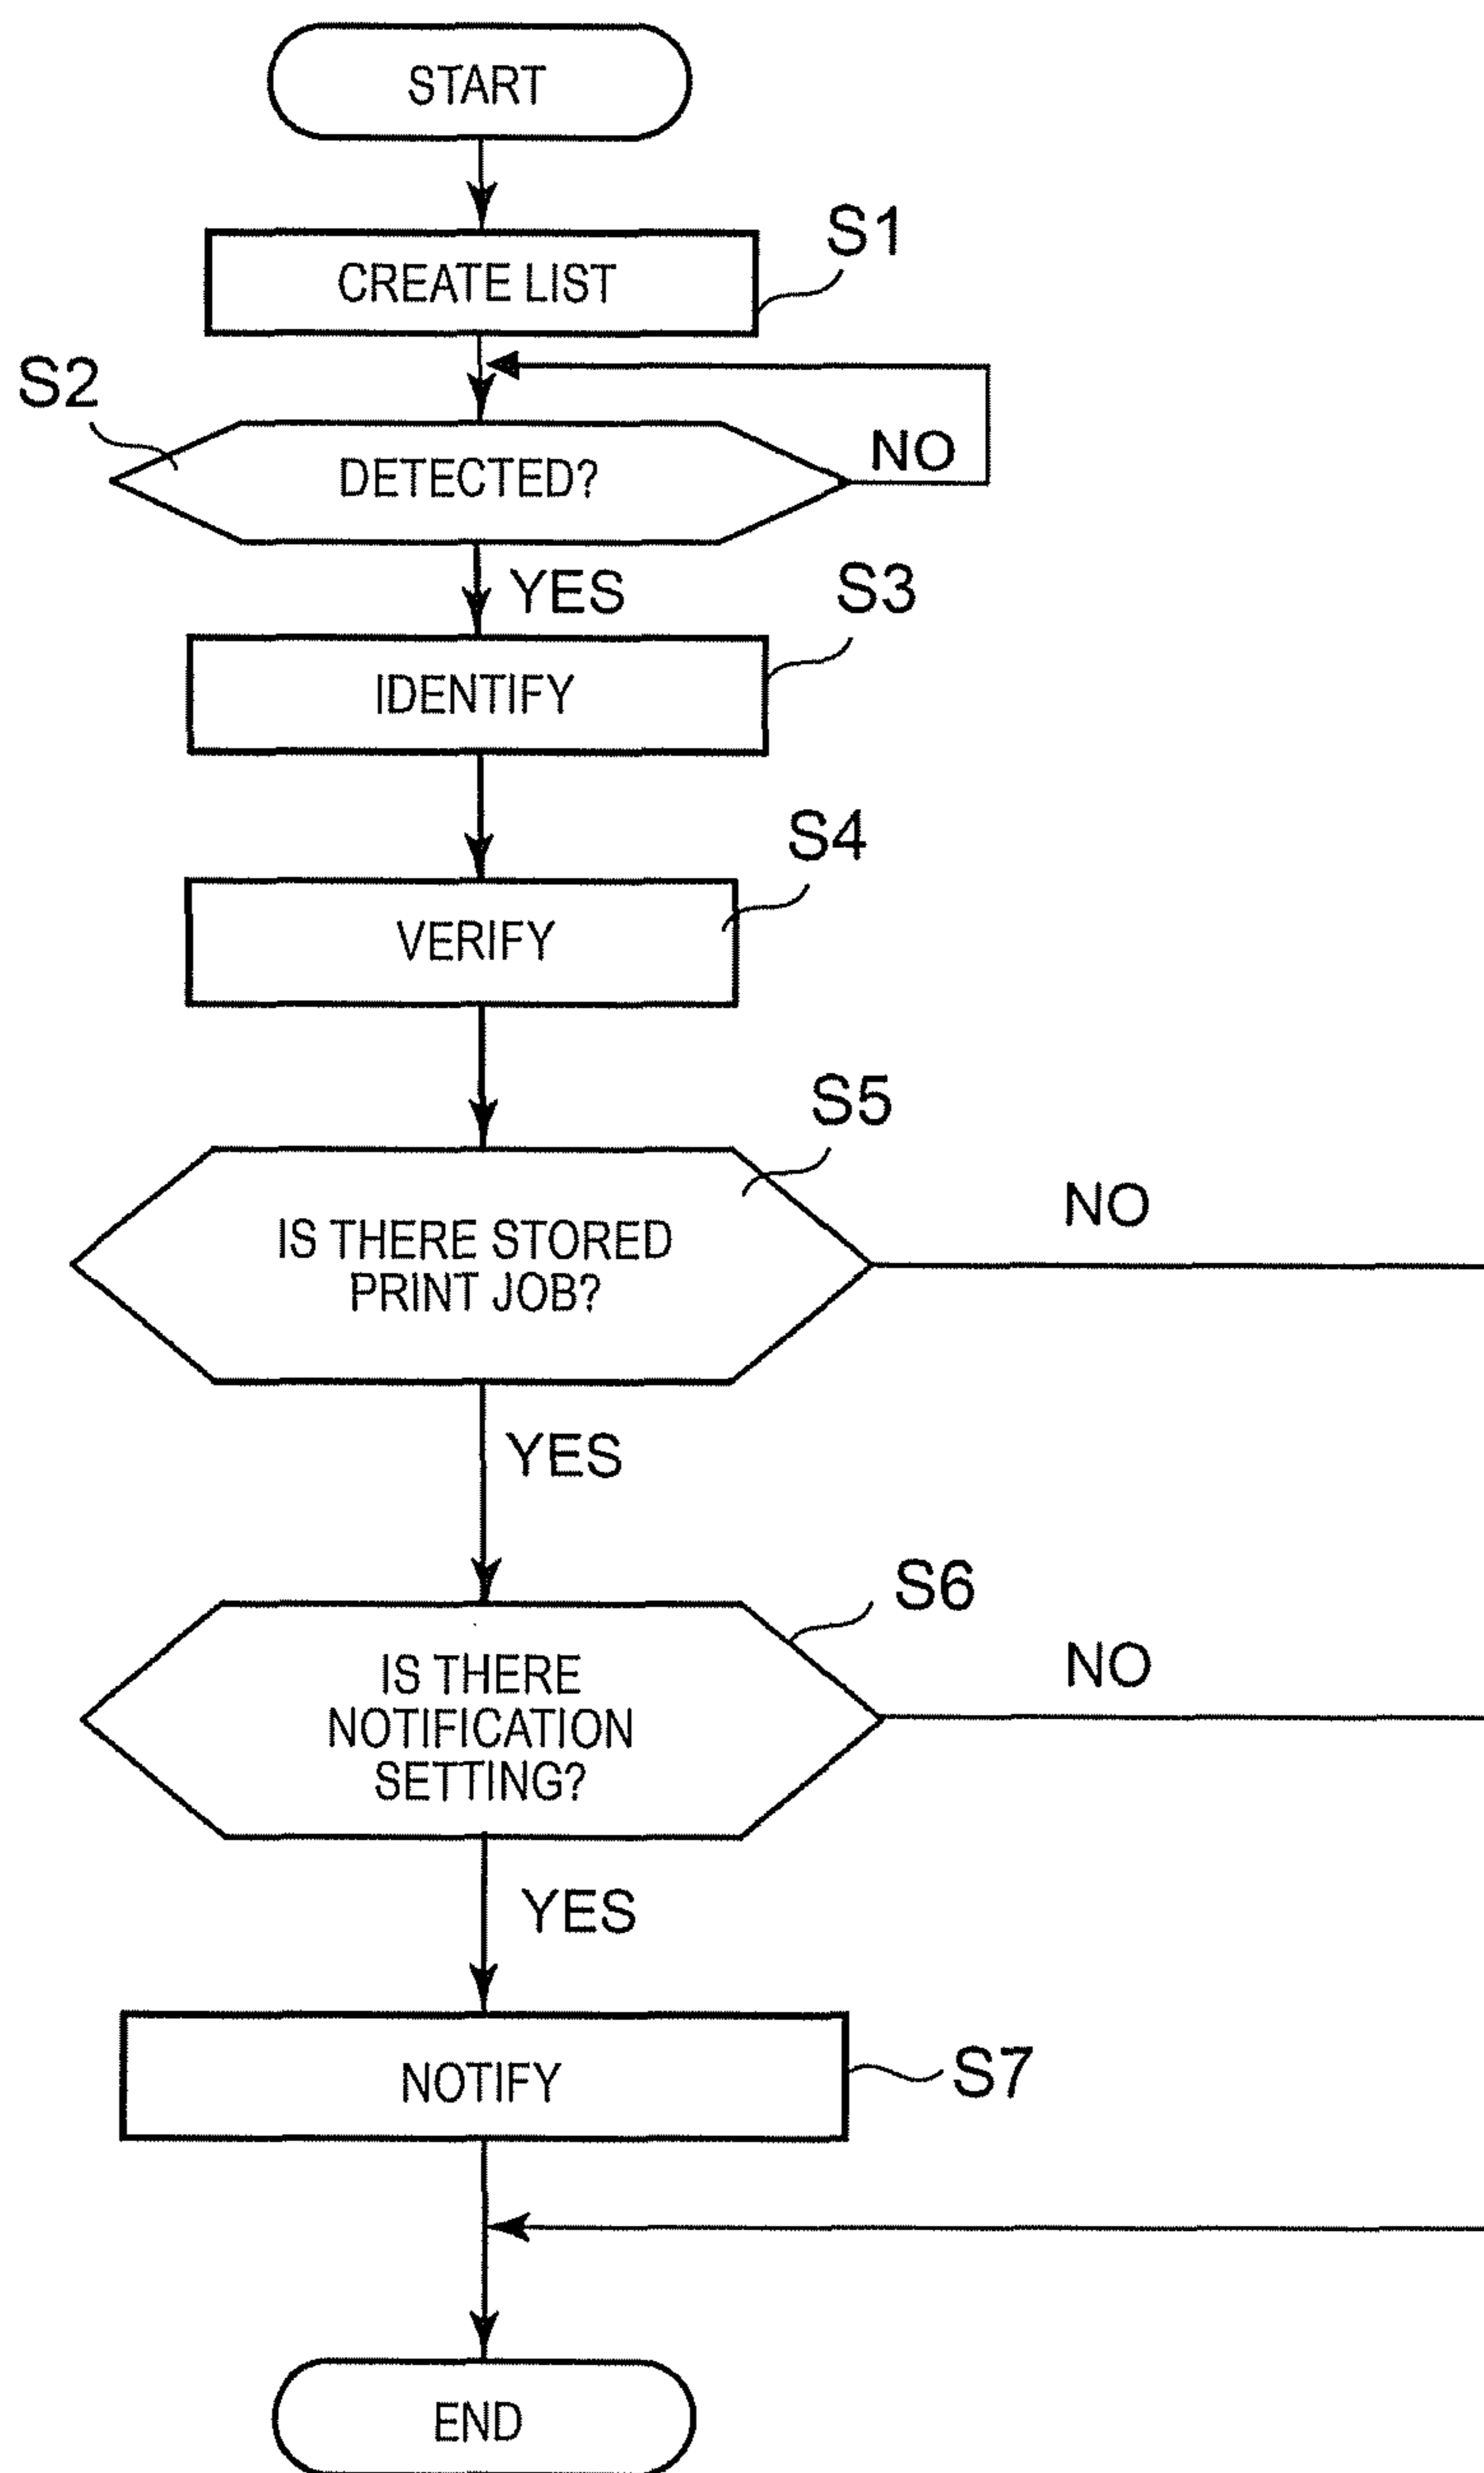 START
CREATE LIST
S1
S2
DETECTED?
NO
YES
S3
IDENTIFY
S4
VERIFY
S5
IS THERE STORED
PRINT JOB?
NO
YES
S6
IS THERE
NOTIFICATION
SETTING?
NO
YES
NOTIFY
S7
END